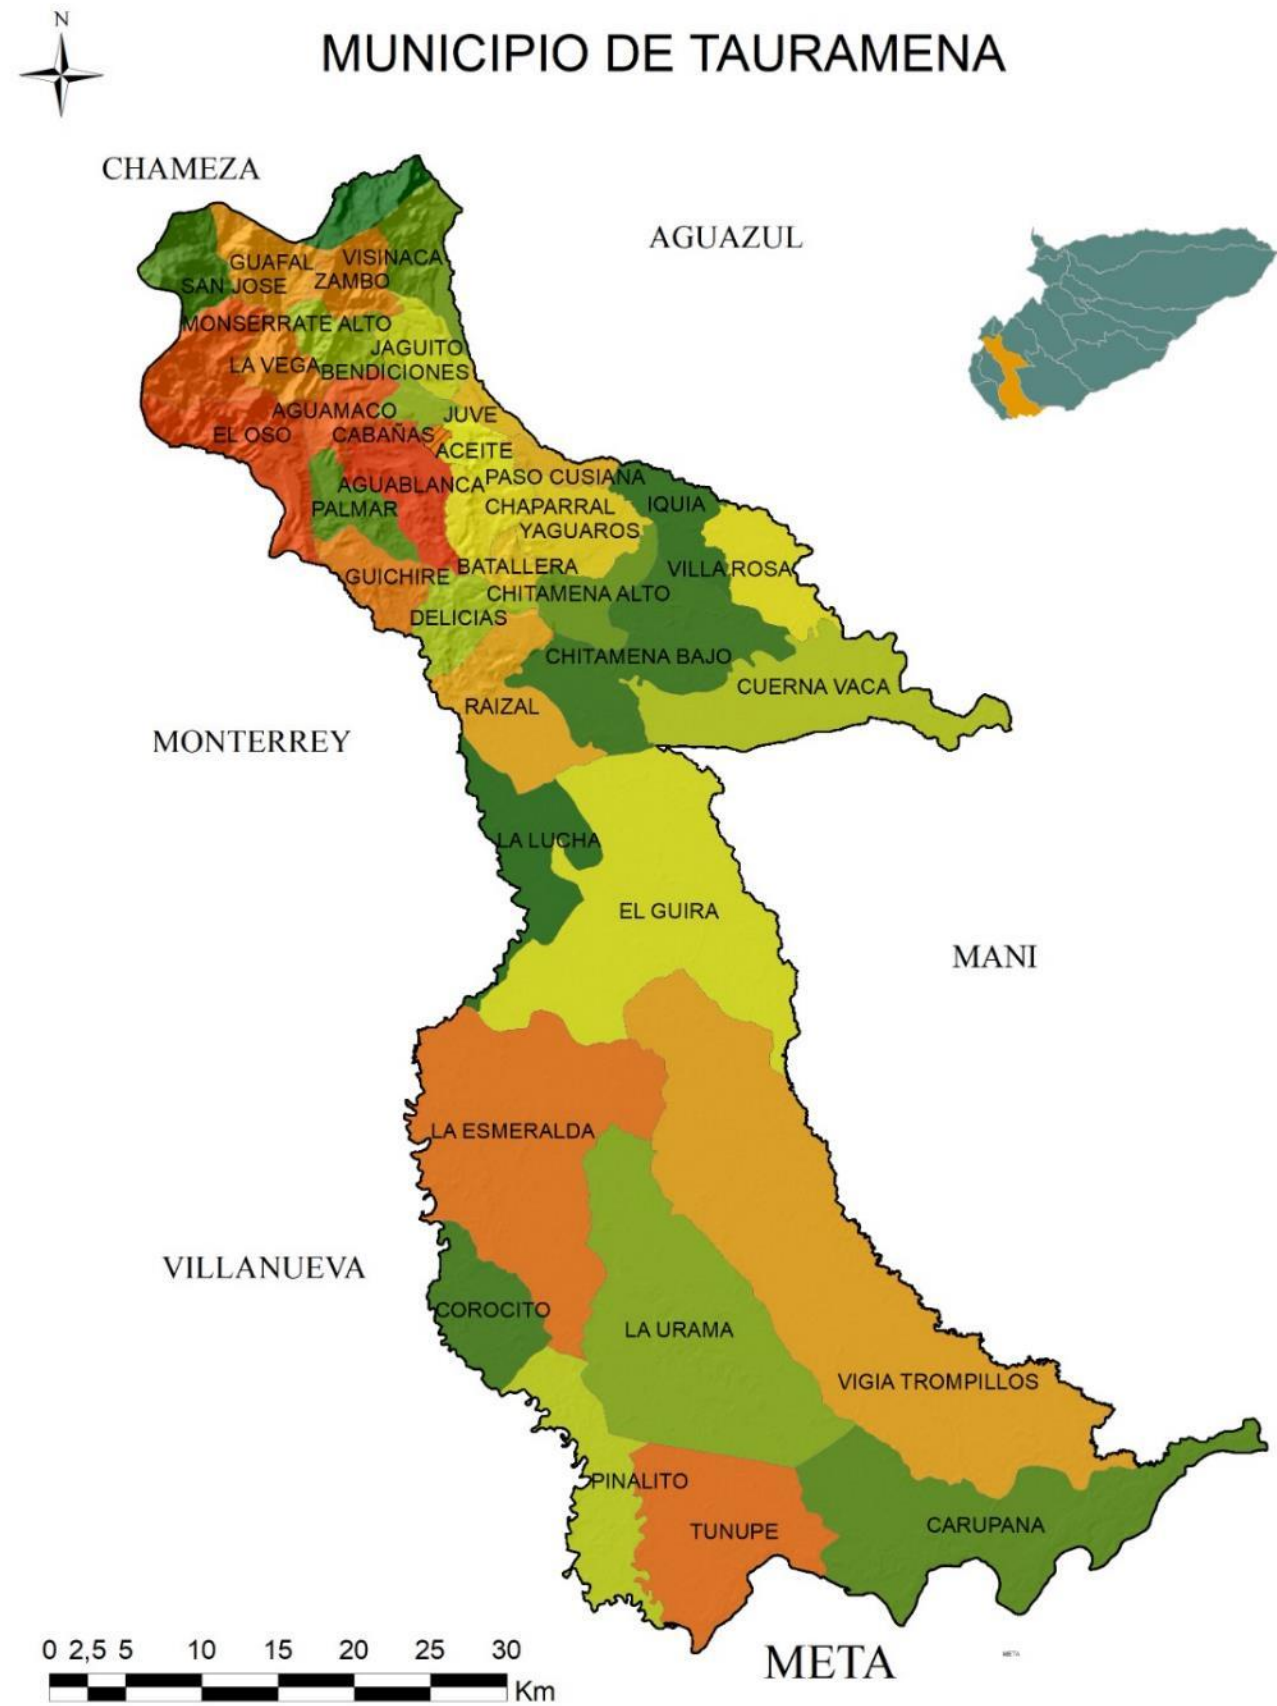 N
MUNICIPIO DE TAURAMENA
CHAMEZA
AGUAZUL
GUAFAL
VISINACA
SAN JOSE
ZAMBO
MONSERRATE ALTO
JAGUITO
LA VEGA
BENDICIONES
AGUAMACO
JUVE
EL OSO
CABAÑAS
ACEITE
PASO CUSIANA
AGUABLANCA
IQUIA
PALMAR
CHAPARRAL
YAGUAROS
BATALLERA
VILLA ROSA
GUICHIRE
CHITAMENA ALTO
DELICIAS
CHITAMENA BAJO
CUERNA VACA
RAIZAL
MONTERREY
LA LUCHA
EL GUIRA
MANI
LA ESMERALDA
VILLANUEVA
COROCITO
LA URAMA
VIGIA TROMPILLOS
PINALITO
TUNUPE
CARUPANA
META
META
0 2,5 5 10 15 20 25 30
Km